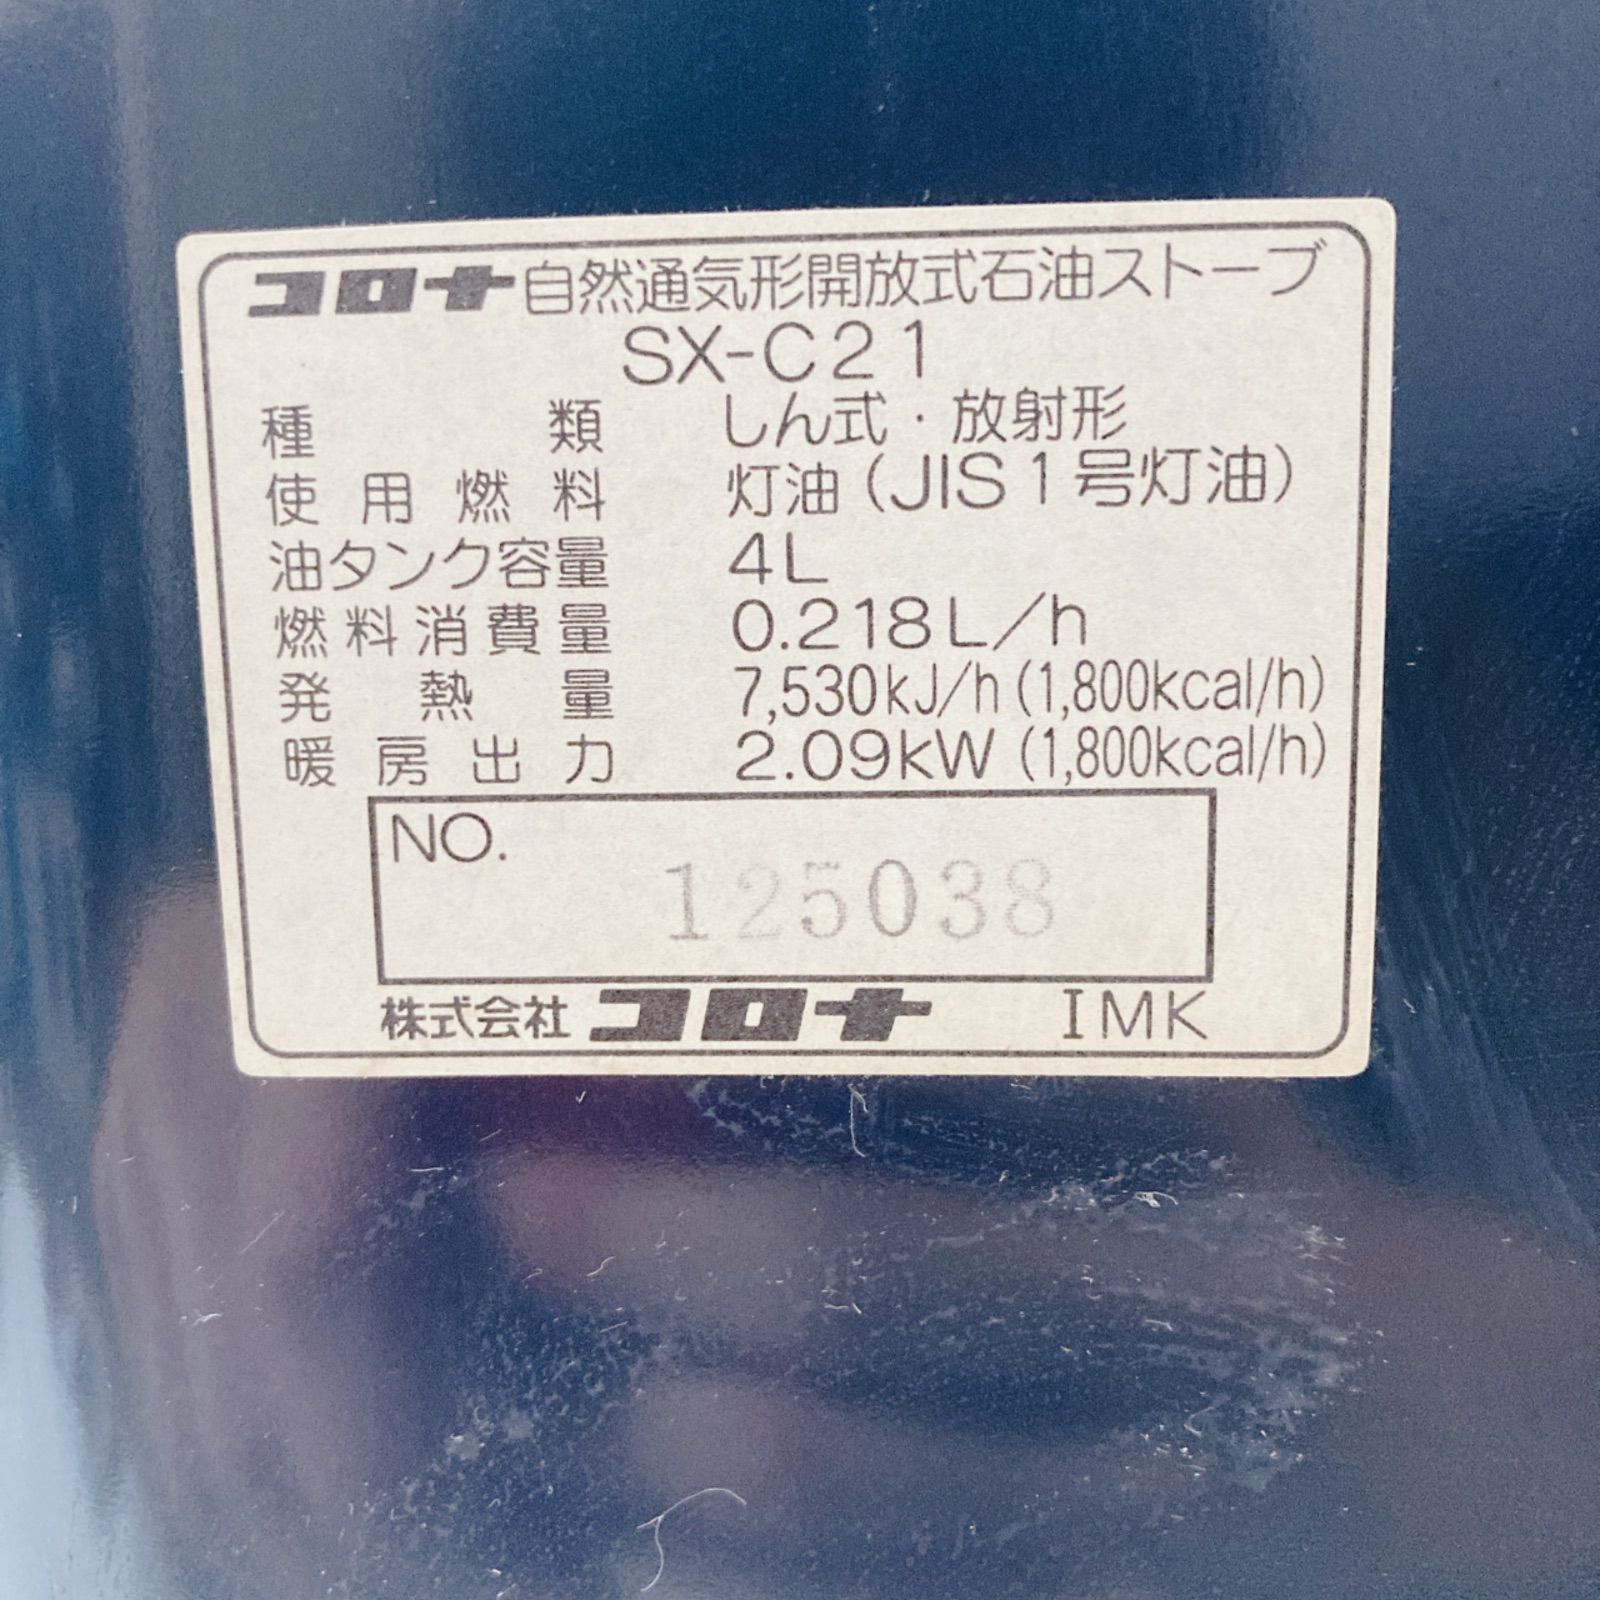 コロナ自然通気形開放式石油ストーブ
SX-C21
種類 しん式・放射形
使用燃料 灯油(JIS1号灯油)
油タンク容量 4L
燃料消費量 0.218L/h
発熱量 7,530kJ/h(1,800kcal/h)
暖房出力 2.09kW(1,800kcal/h)
NO.
125038
株式会社 コロナ IMK